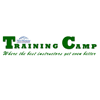 TRAINING CAMP
Where the best instructors get even better